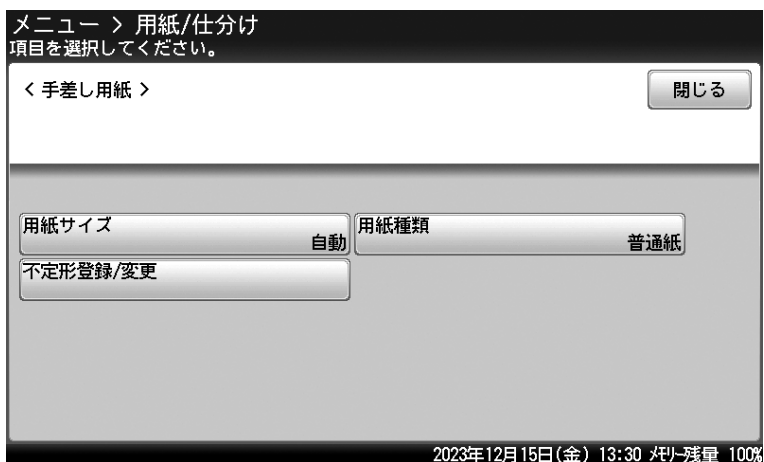 メニュー > 用紙/仕分け
項目を選択してください。
< 手差し用紙 >
閉じる
用紙サイズ
自動
用紙種類
普通紙
不定形登録/変更
2023年12月15日(金) 13:30 ﾒﾓﾘｰ残量 100%